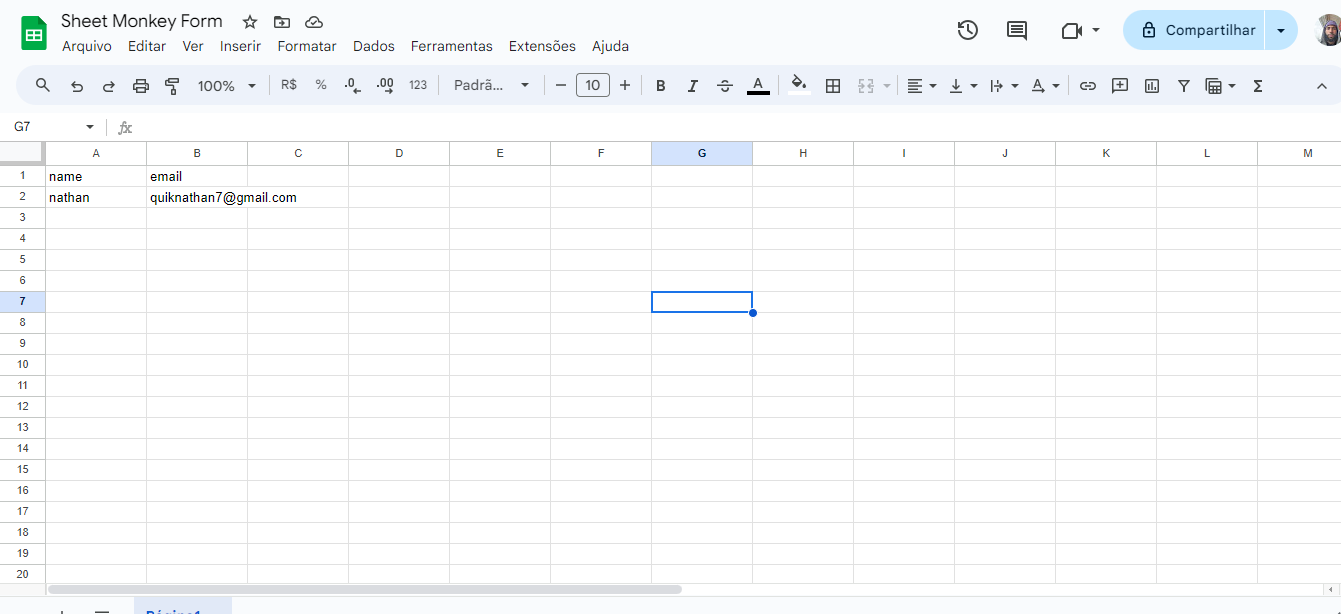 Sheet Monkey Form
Arquivo Editar Ver Inserir Formatar Dados Ferramentas Extensões Ajuda
Compartilhar
100% R$ % .0 .00 123 Padrã... 10 B I A
G7 fx
A B C D E F G H I J K L M
1 name email
2 nathan quiknathan7@gmail.com
3
4
5
6
7
8
9
10
11
12
13
14
15
16
17
18
19
20
Página1